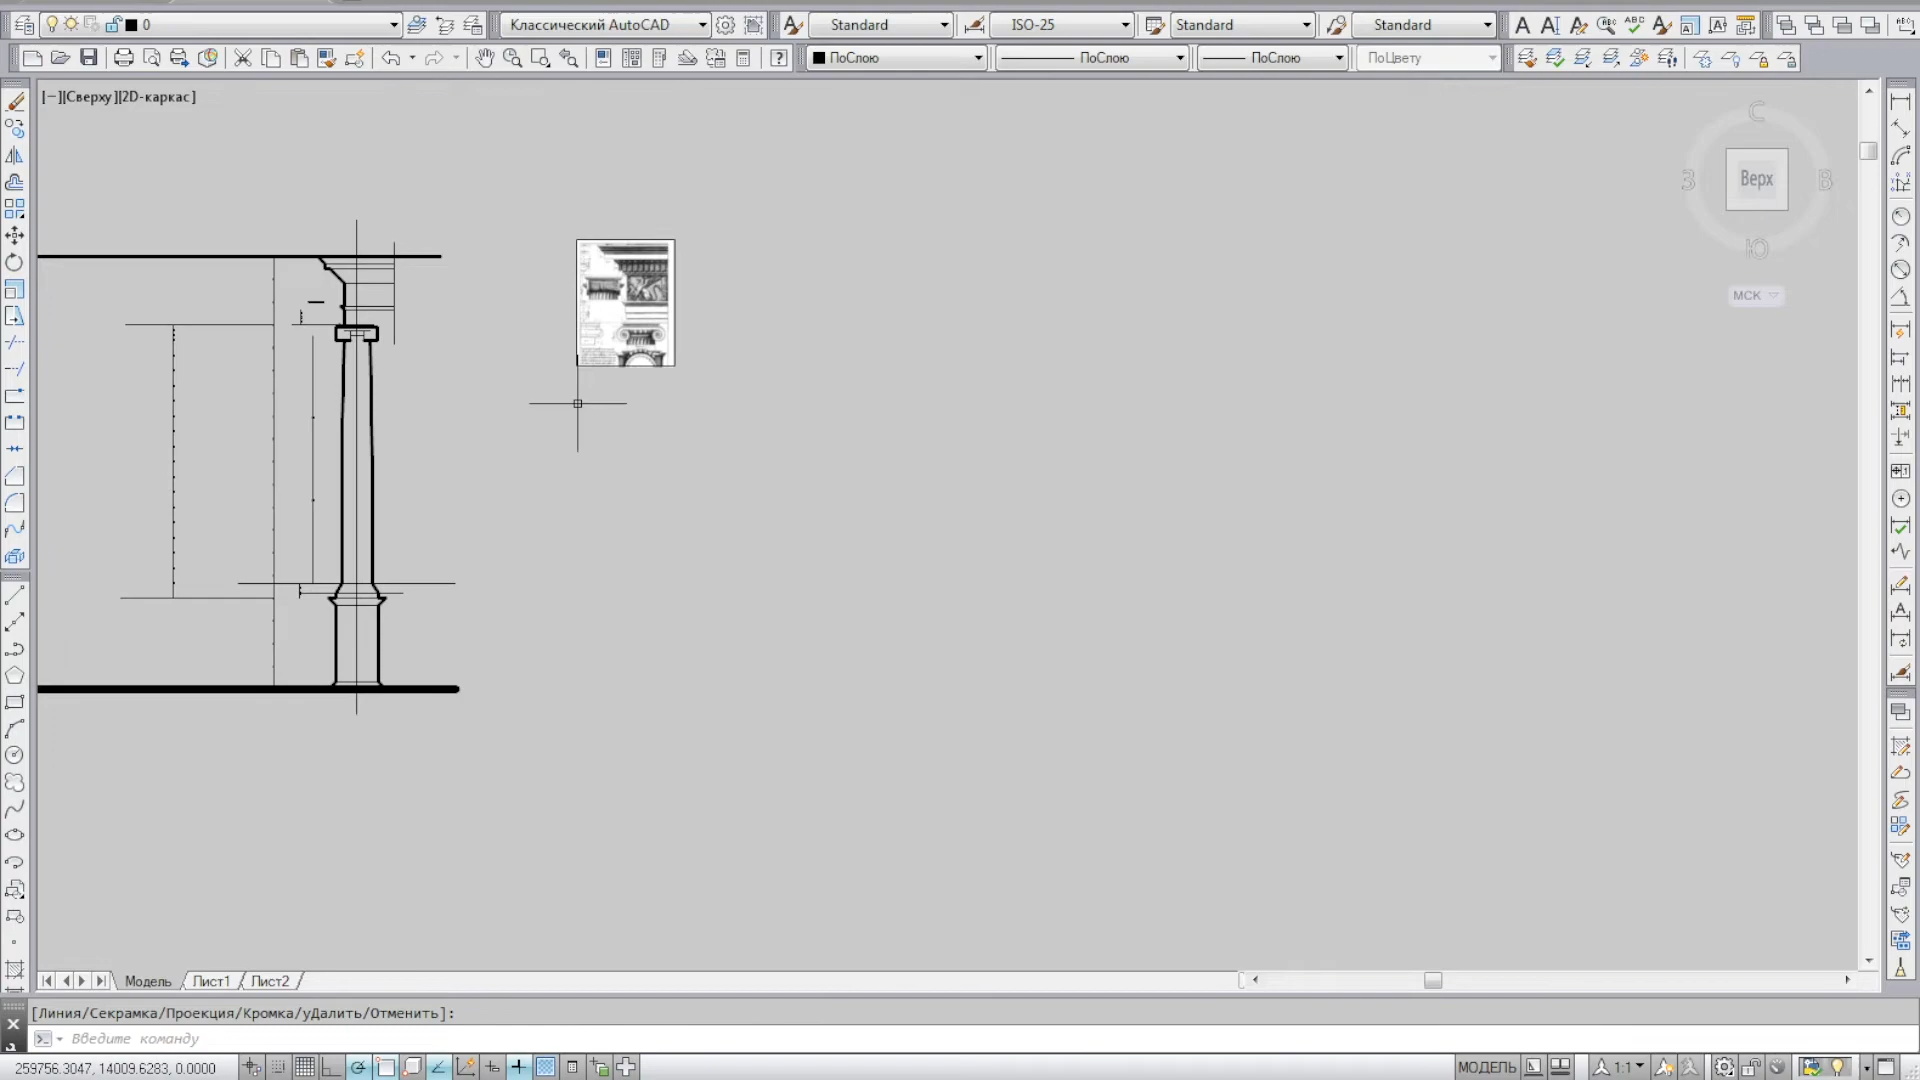 0
Классический AutoCAD
Standard
ISO-25
Standard
Standard
ПоСлою
ПоСлою
ПоСлою
ПоЦвету
[−][Сверху][2D-каркас]
С
З
Верх
В
Ю
МСК
Модель
Лист1
Лист2
[Линия/Секрамка/Проекция/Кромка/уДалить/Отменить]:
Введите команду
259756.3047, 14009.6283, 0.0000
МОДЕЛЬ
1:1